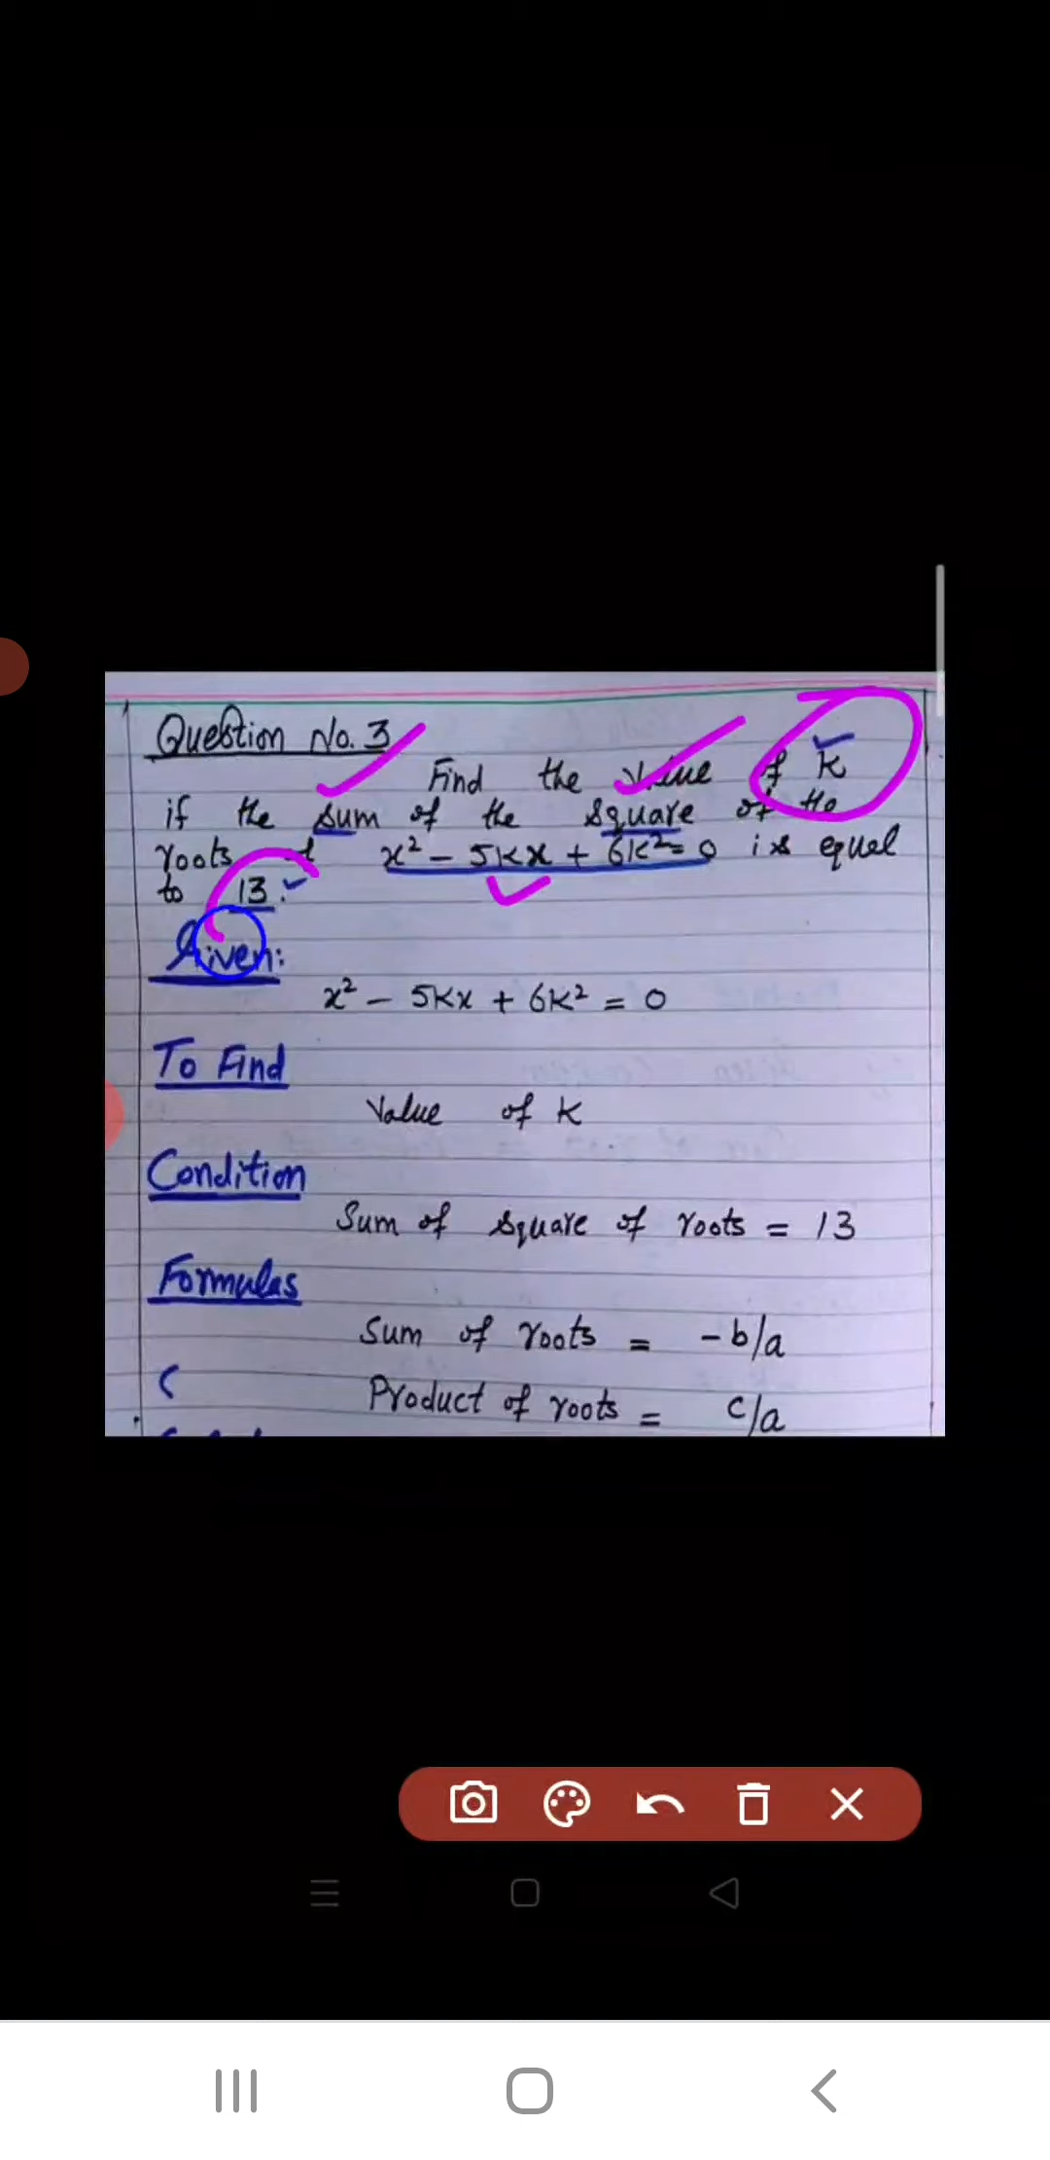 Question No. 3
Find the value of k
if the sum of the square of the
roots of x² - 5kx + 6k² = 0 is equal
to 13.
Given:
x² - 5kx + 6k² = 0
To Find
Value of k
Condition
Sum of square of roots = 13
Formulas
Sum of roots = -b/a
Product of roots = c/a